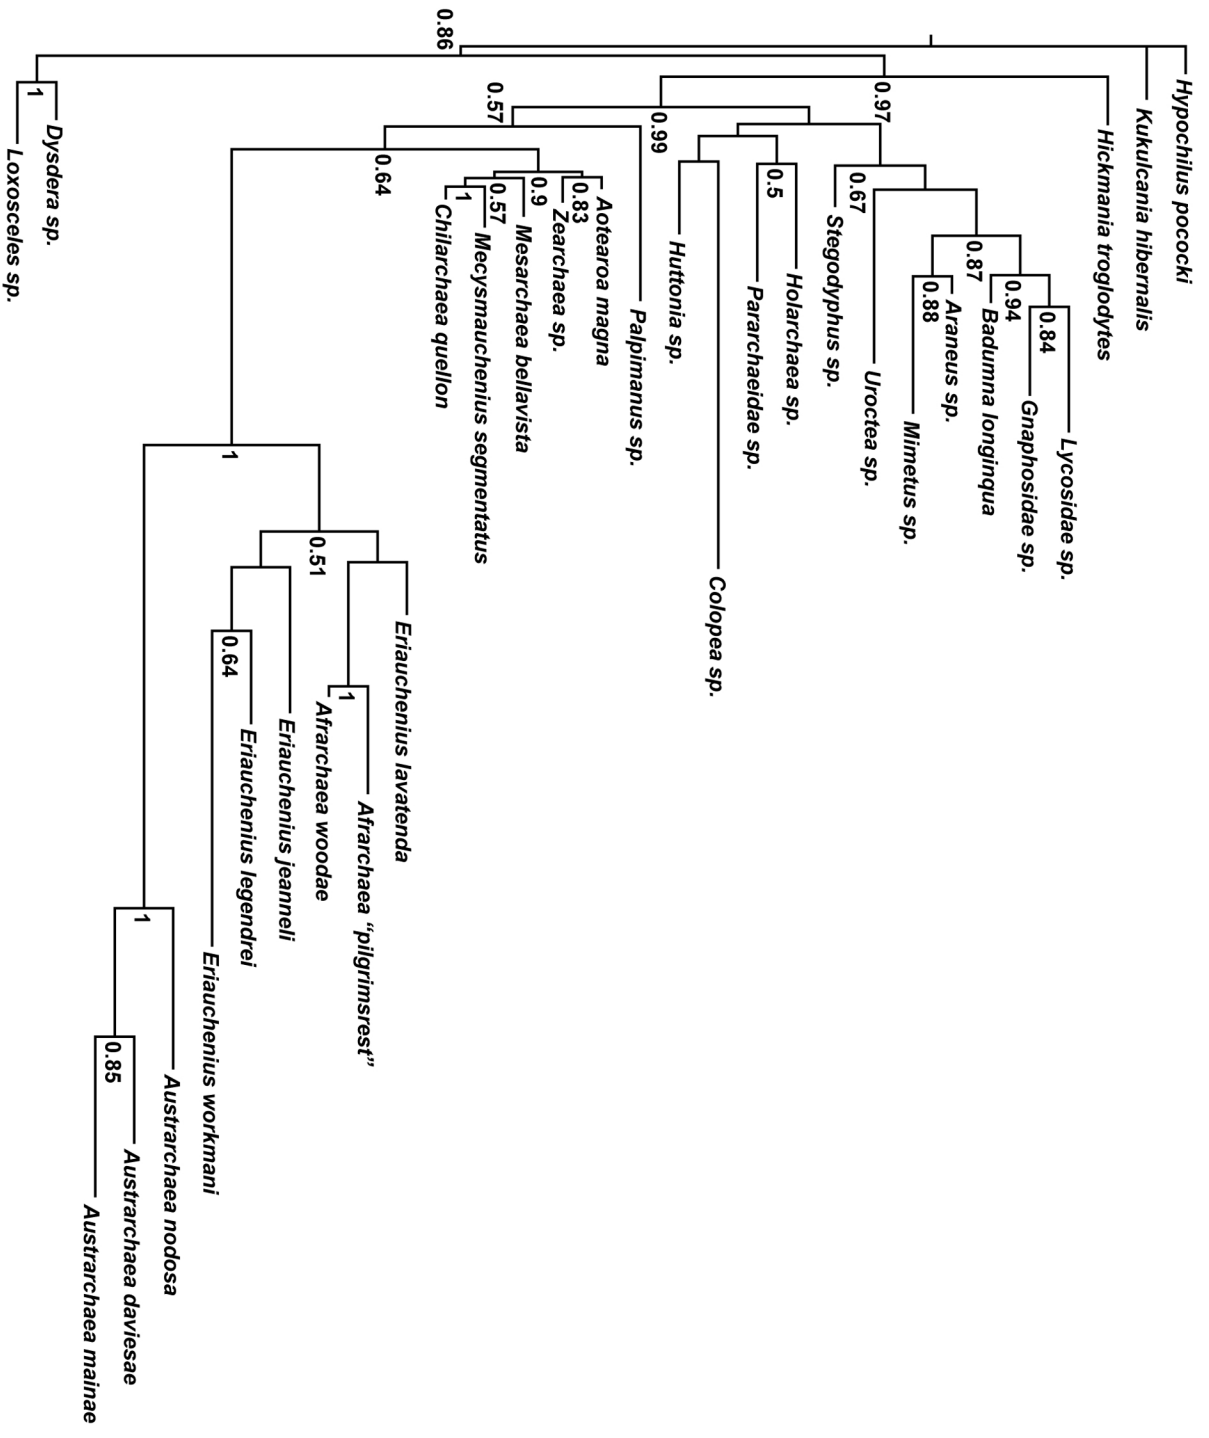 Hypochilus pococki
Kukulcania hibernalis
Hickmania troglodytes
Lycosidae sp.
Gnaphosidae sp.
Badumna longinqua
Araneus sp.
Mimetus sp.
Uroctea sp.
Stegodyphus sp.
Holarchaea sp.
Pararchaeidae sp.
Colopea sp.
Huttonia sp.
Palpimanus sp.
Aotearoa magna
Zearchaea sp.
Mesarchaea bellavista
Mecysmauchenius segmentatus
Chilarchaea quellon
Eriauchenius lavatenda
Afrarchaea “pilgrimsrest”
Afrarchaea woodae
Eriauchenius jeanneli
Eriauchenius legendrei
Eriauchenius workmani
Austrarchaea nodosa
Austrarchaea daviesae
Austrarchaea mainae
Dysdera sp.
Loxosceles sp.
0.86
0.97
0.99
0.84
0.94
0.87
0.88
0.67
0.5
0.57
0.64
0.83
0.9
0.57
1
1
0.51
1
0.64
1
0.85
1